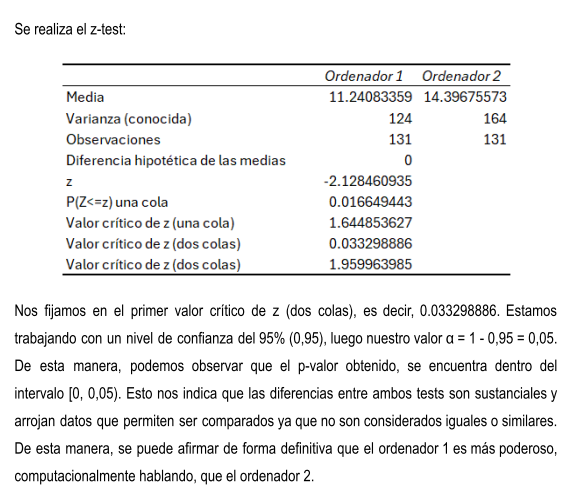 Se realiza el z-test:
Ordenador 1 Ordenador 2
Media 11.24083359 14.39675573
Varianza (conocida) 124 164
Observaciones 131 131
Diferencia hipotética de las medias 0
z -2.128460935
P(Z<=z) una cola 0.016649443
Valor crítico de z (una cola) 1.644853627
Valor crítico de z (dos colas) 0.033298886
Valor crítico de z (dos colas) 1.959963985
Nos fijamos en el primer valor crítico de z (dos colas), es decir, 0.033298886. Estamos
trabajando con un nivel de confianza del 95% (0,95), luego nuestro valor α = 1 - 0,95 = 0,05.
De esta manera, podemos observar que el p-valor obtenido, se encuentra dentro del
intervalo [0, 0,05). Esto nos indica que las diferencias entre ambos tests son sustanciales y
arrojan datos que permiten ser comparados ya que no son considerados iguales o similares.
De esta manera, se puede afirmar de forma definitiva que el ordenador 1 es más poderoso,
computacionalmente hablando, que el ordenador 2.